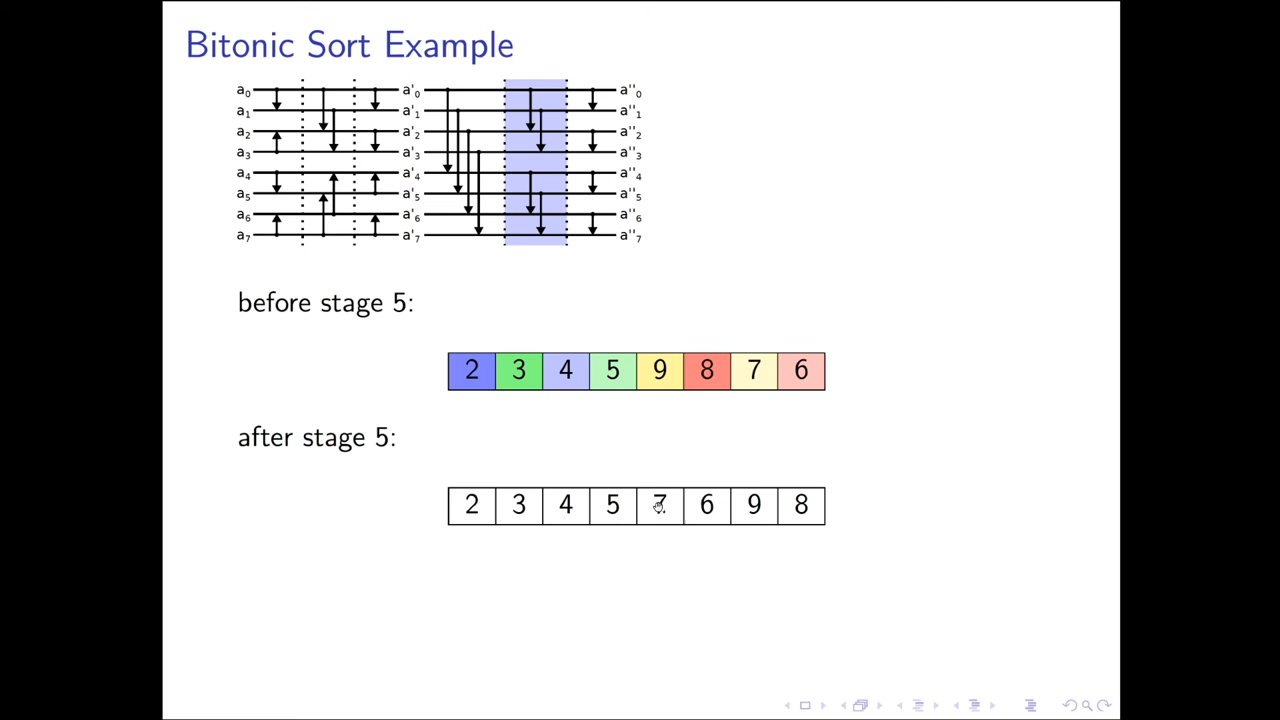 Bitonic Sort Example
a0 a'0 a''0
a1 a'1 a''1
a2 a'2 a''2
a3 a'3 a''3
a4 a'4 a''4
a5 a'5 a''5
a6 a'6 a''6
a7 a'7 a''7
before stage 5:
2 3 4 5 9 8 7 6
after stage 5:
2 3 4 5 7 6 9 8